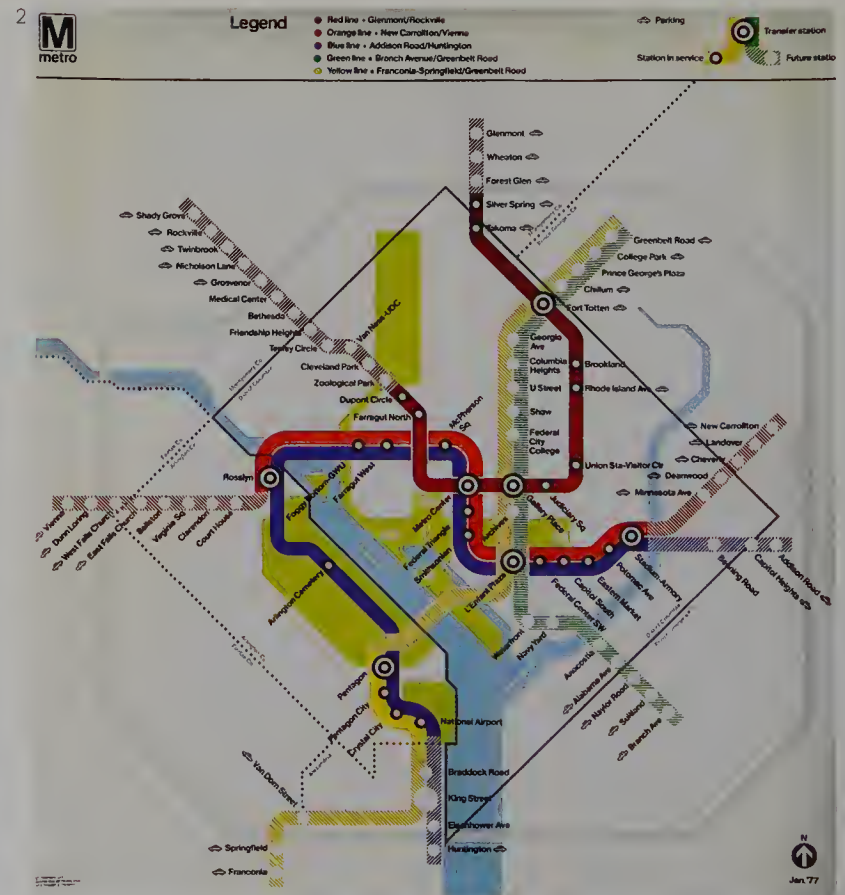 2
M
metro
Legend
Red line • Glenmont/Rockville
Orange line • New Carrollton/Vienna
Blue line • Addison Road/Huntington
Green line • Branch Avenue/Greenbelt Road
Yellow line • Franconia-Springfield/Greenbelt Road
Parking
Transfer station
Station in service
Future statio
Glenmont
Wheaton
Forest Glen
Silver Spring
Takoma
Shady Grove
Rockville
Twinbrook
Nicholson Lane
Grosvenor
Medical Center
Bethesda
Friendship Heights
Tenley Circle
Van Ness-UDC
Cleveland Park
Zoological Park
Dupont Circle
Farragut North
Greenbelt Road
College Park
Prince George's Plaza
Chillum
Fort Totten
Georgia
Ave
Columbia
Heights
U Street
Shaw
Federal
City
College
Brookland
Rhode Island Ave
Union Sta-Visitor Ctr
McPherson
Sq
Farragut West
Foggy Bottom-GWU
Rosslyn
Metro Center
Gallery Place
Judiciary Sq
Archives
Federal Triangle
Smithsonian
L'Enfant Plaza
New Carrollton
Landover
Cheverly
Deanwood
Minnesota Ave
Vienna
Dunn Loring
West Falls Church
East Falls Church
Ballston
Virginia Sq
Clarendon
Court House
Federal Center SW
Capitol South
Eastern Market
Potomac Ave
Stadium-Armory
Benning Road
Capitol Heights
Addison Road
Arlington Cemetery
Pentagon
Pentagon City
Crystal City
National Airport
Waterfront
Navy Yard
Anacostia
Alabama Ave
Naylor Road
Suitland
Branch Ave
Braddock Road
King Street
Eisenhower Ave
Huntington
Van Dorn Street
Springfield
Franconia
N
Jan. '77